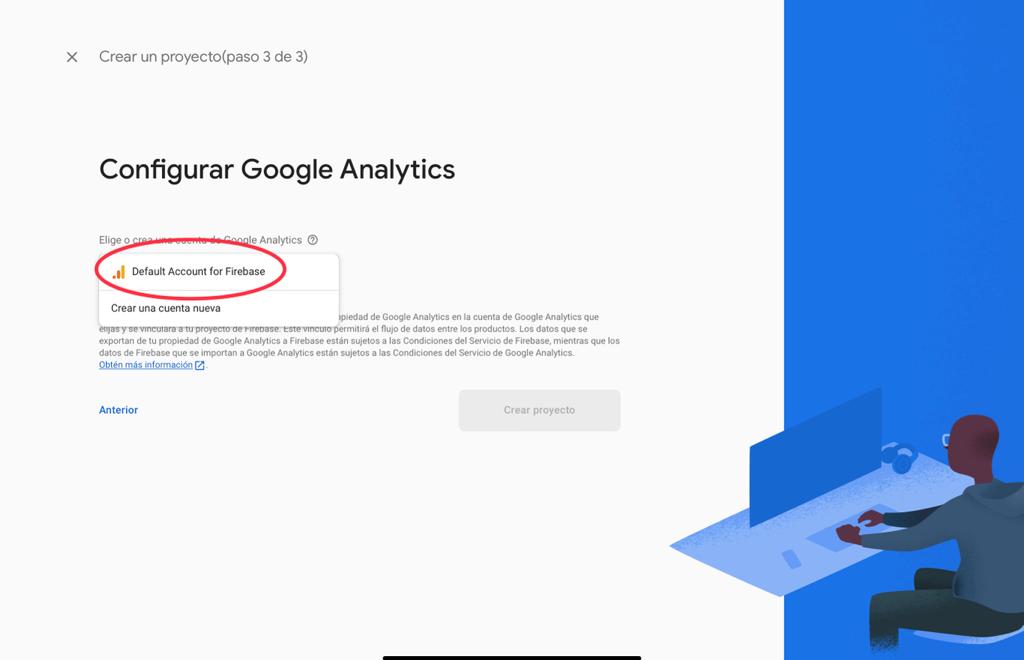 Crear un proyecto(paso 3 de 3)
Configurar Google Analytics
Elige o crea una cuenta de Google Analytics
Default Account for Firebase
Crear una cuenta nueva
opiedad de Google Analytics en la cuenta de Google Analytics que
elijas y se vinculará a tu proyecto de Firebase. Este vínculo permitirá el flujo de datos entre los productos. Los datos que se
exportan de tu propiedad de Google Analytics a Firebase están sujetos a las Condiciones del Servicio de Firebase, mientras que los
datos de Firebase que se importan a Google Analytics están sujetos a las Condiciones del Servicio de Google Analytics.
Obtén más información.
Anterior
Crear proyecto